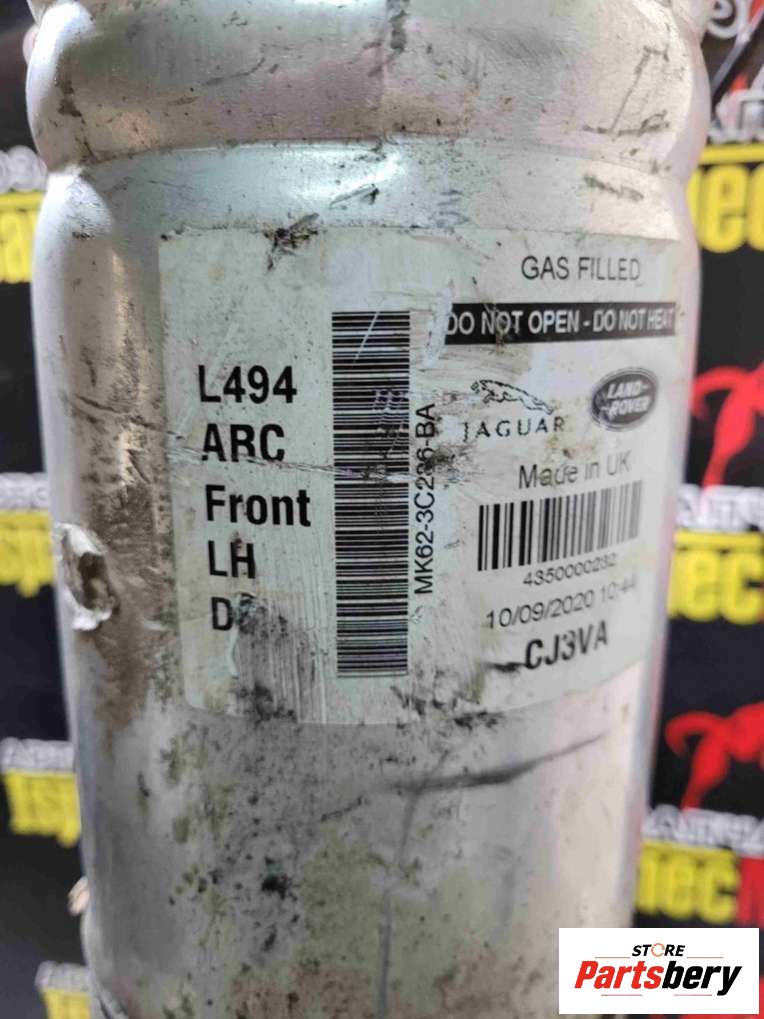 GAS FILLED
DO NOT OPEN - DO NOT HEAT
L494
ARC
Front
LH
JAGUAR
LAND-
ROVER
Made in UK
4350000232
10/09/2020 10:44
CJ3VA
STORE
Partsbery